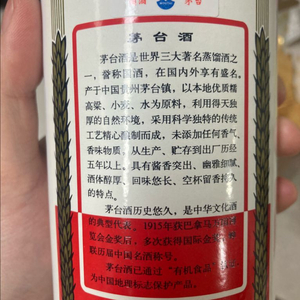 茅台酒
茅台酒是世界三大著名蒸馏酒之
一，誉称国酒，在国内外享有盛名。
产于中国贵州茅台镇，以本地优质糯
高粱、小麦、水为原料，利用得天独
厚的自然环境，采用科学独特的传统
工艺精心酿制而成，未添加任何香气
香味物质，从生产、贮存到出厂历经
五年以上。具有酱香突出、幽雅细腻、
酒体醇厚、回味悠长、空杯留香持久
的特点。
茅台酒历史悠久，是中华文化酒
的典型代表。1915年获巴拿马
览会金奖后，多次获得国际金
联历届中国名酒称号。
茅台酒已通过“有机食品
为中国地理标志保护产品。